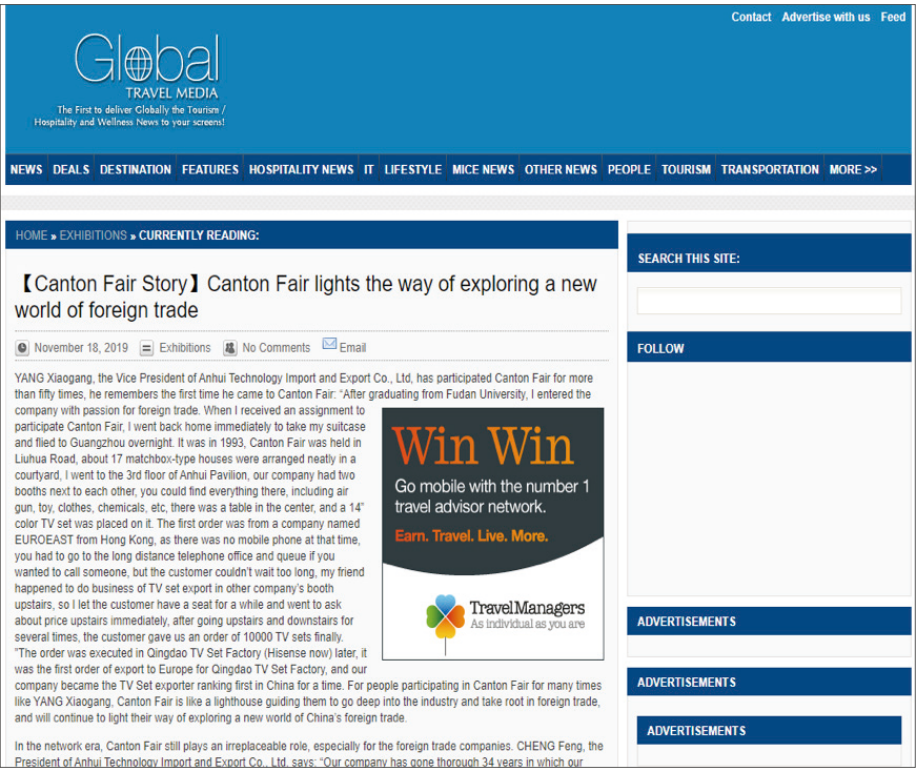 Contact Advertise with us Feed
Global
TRAVEL MEDIA
The First to deliver Globally the Tourism /
Hospitality and Wellness News to your screens!
NEWS DEALS DESTINATION FEATURES HOSPITALITY NEWS IT LIFESTYLE MICE NEWS OTHER NEWS PEOPLE TOURISM TRANSPORTATION MORE >>
HOME » EXHIBITIONS » CURRENTLY READING:
【Canton Fair Story】Canton Fair lights the way of exploring a new
world of foreign trade
November 18, 2019 Exhibitions No Comments Email
YANG Xiaogang, the Vice President of Anhui Technology Import and Export Co., Ltd, has participated Canton Fair for more
than fifty times, he remembers the first time he came to Canton Fair: “After graduating from Fudan University, I entered the
company with passion for foreign trade. When I received an assignment to
participate Canton Fair, I went back home immediately to take my suitcase
and flied to Guangzhou overnight. It was in 1993, Canton Fair was held in
Liuhua Road, about 17 matchbox-type houses were arranged neatly in a
courtyard, I went to the 3rd floor of Anhui Pavilion, our company had two
booths next to each other, you could find everything there, including air
gun, toy, clothes, chemicals, etc, there was a table in the center, and a 14”
color TV set was placed on it. The first order was from a company named
EUROEAST from Hong Kong, as there was no mobile phone at that time,
you had to go to the long distance telephone office and queue if you
wanted to call someone, but the customer couldn’t wait too long, my friend
happened to do business of TV set export in other company’s booth
upstairs, so I let the customer have a seat for a while and went to ask
about price upstairs immediately, after going upstairs and downstairs for
several times, the customer gave us an order of 10000 TV sets finally.
“The order was executed in Qingdao TV Set Factory (Hisense now) later, it
was the first order of export to Europe for Qingdao TV Set Factory, and our
company became the TV Set exporter ranking first in China for a time. For people participating in Canton Fair for many times
like YANG Xiaogang, Canton Fair is like a lighthouse guiding them to go deep into the industry and take root in foreign trade,
and will continue to light their way of exploring a new world of China’s foreign trade.
In the network era, Canton Fair still plays an irreplaceable role, especially for the foreign trade companies. CHENG Feng, the
President of Anhui Technology Import and Export Co., Ltd, says: “Our company has gone thorough 34 years in which our
Win Win
Go mobile with the number 1
travel advisor network.
Earn. Travel. Live. More.
TravelManagers
As individual as you are
SEARCH THIS SITE:
FOLLOW
ADVERTISEMENTS
ADVERTISEMENTS
ADVERTISEMENTS